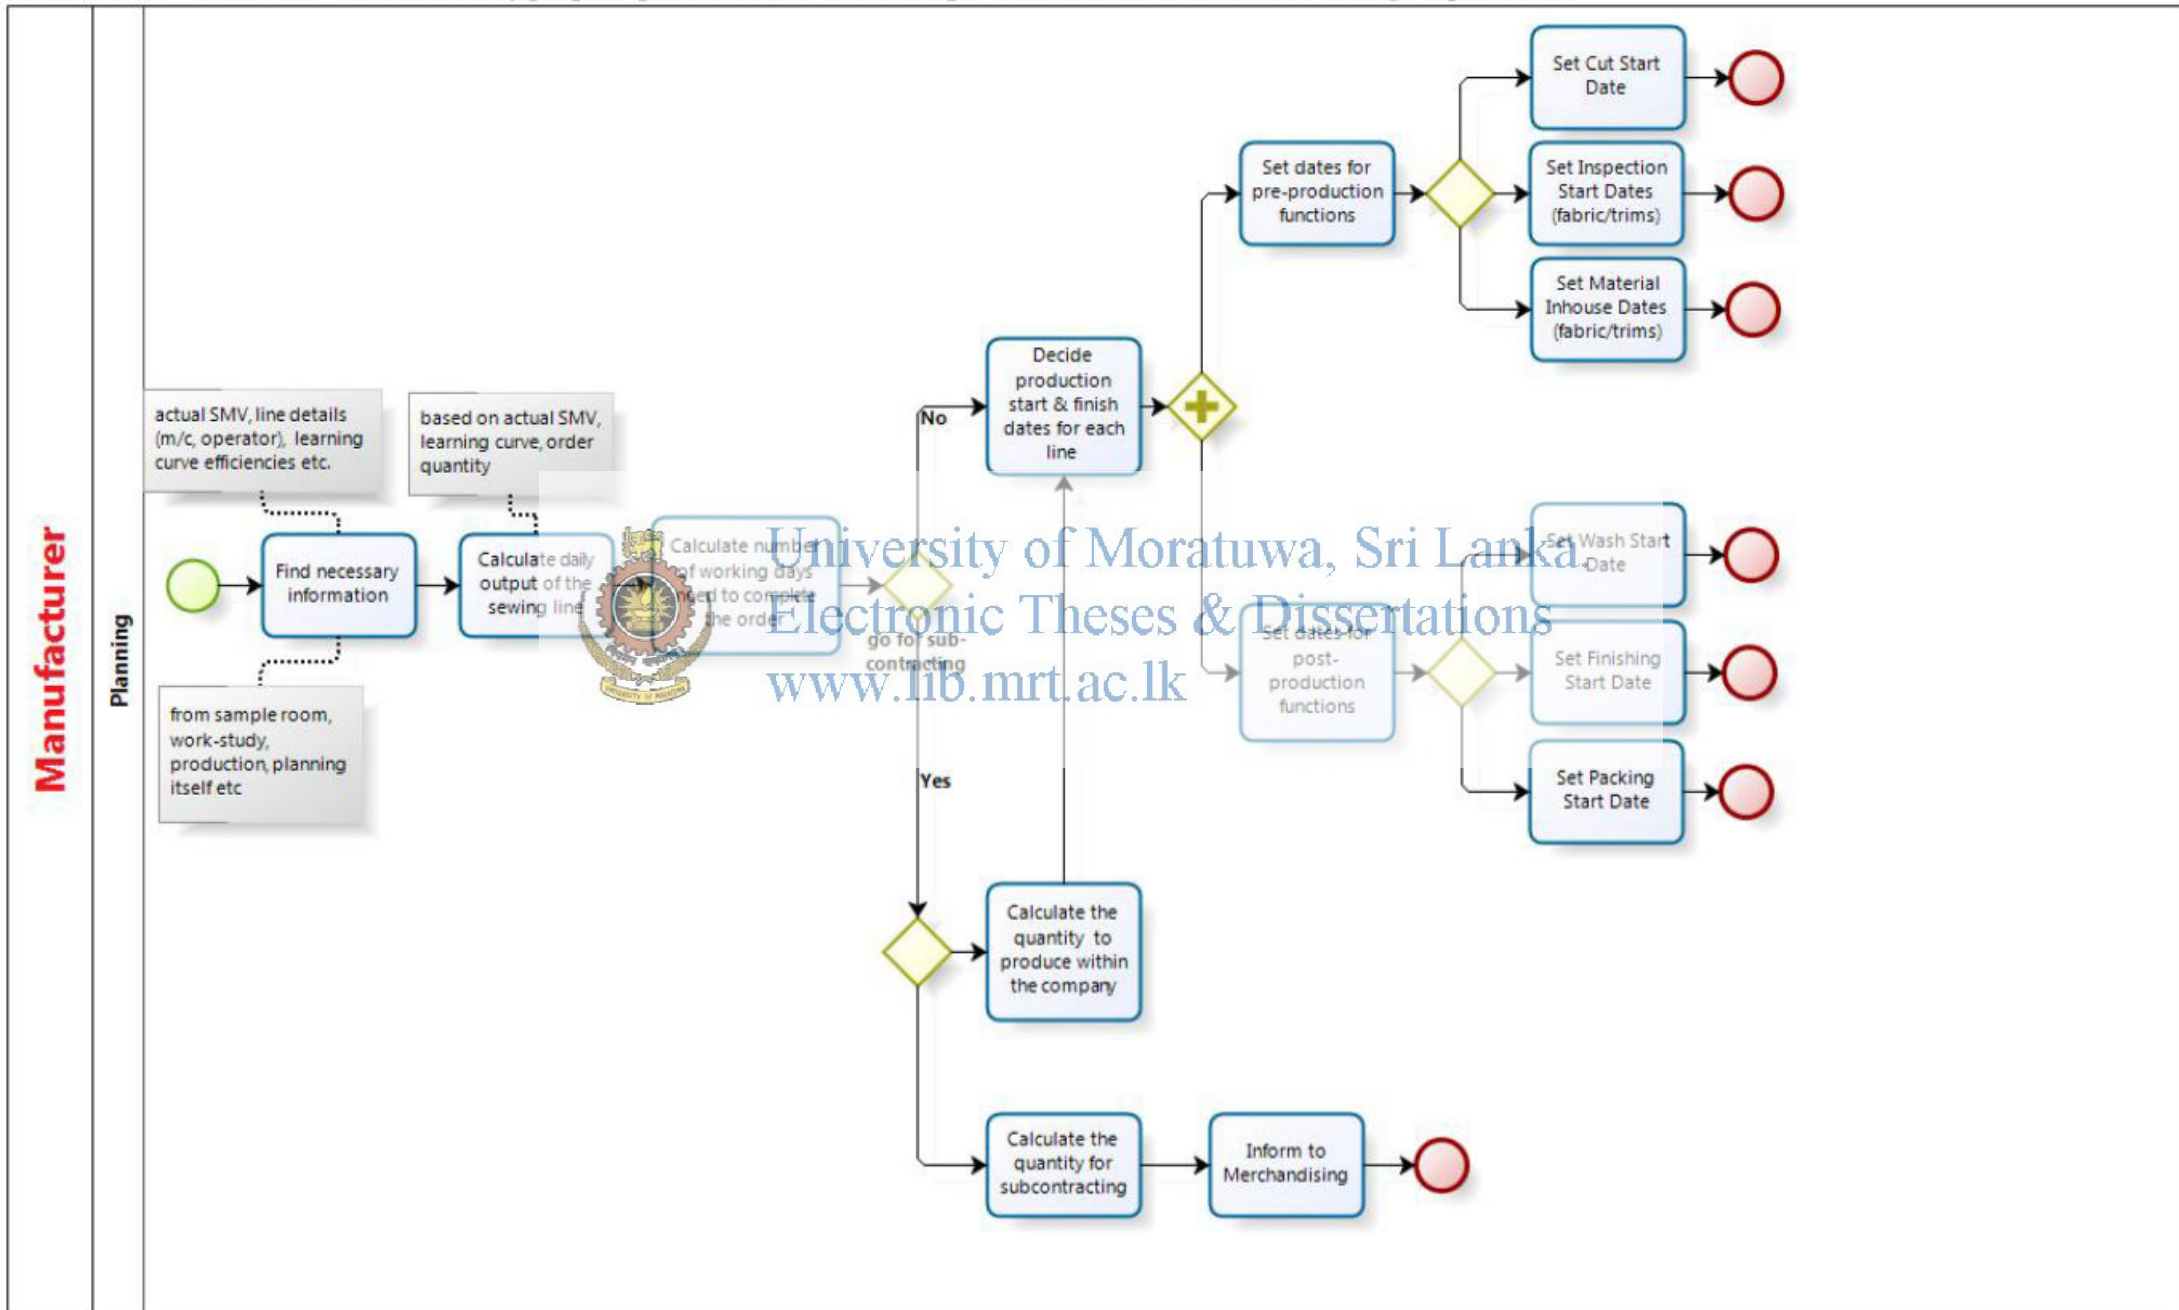 Manufacturer
Planning
actual SMV, line details
(m/c, operator), learning
curve efficiencies etc.
based on actual SMV,
learning curve, order
quantity
Find necessary
information
from sample room,
work-study,
production, planning
itself etc
Calculate daily
output of the
sewing line
Calculate number
of working days
need to complete
the order
go for sub-
contracting
No
Yes
Decide
production
start & finish
dates for each
line
Calculate the
quantity to
produce within
the company
Calculate the
quantity for
subcontracting
Inform to
Merchandising
Set dates for
pre-production
functions
Set Cut Start
Date
Set Inspection
Start Dates
(fabric/trims)
Set Material
Inhouse Dates
(fabric/trims)
Set dates for
post-
production
functions
Set Wash Start
Date
Set Finishing
Start Date
Set Packing
Start Date
University of Moratuwa, Sri Lanka.
Electronic Theses & Dissertations
www.lib.mrt.ac.lk
UNIVERSITY OF MORATUWA